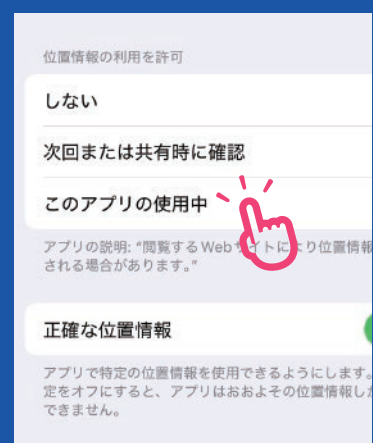 位置情報の利用を許可
しない
次回または共有時に確認
このアプリの使用中
アプリの説明: “閲覧するWebサイトにより位置情報
される場合があります。”
正確な位置情報
アプリで特定の位置情報を使用できるようにします。
定をオフにすると、アプリはおおよその位置情報し
できません。